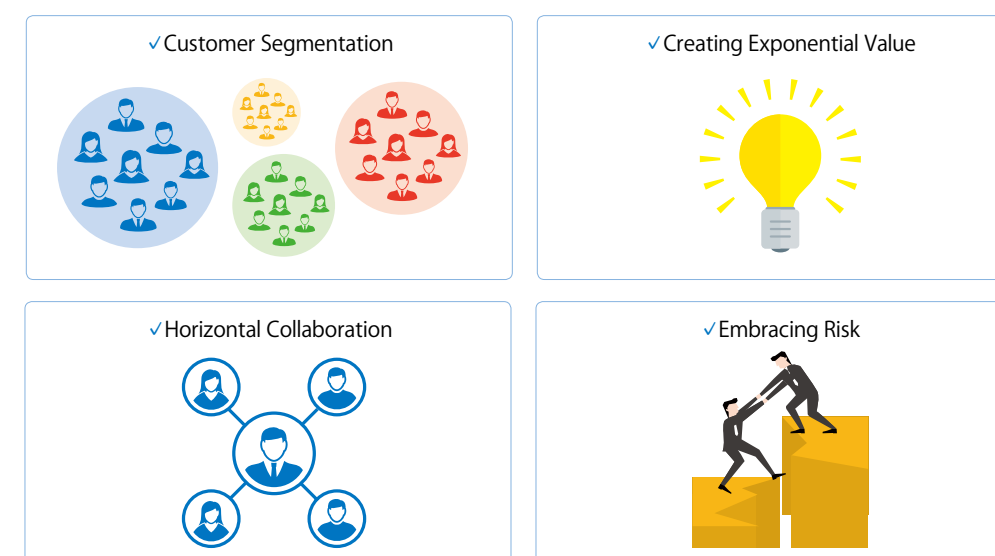 ✓Customer Segmentation
✓Creating Exponential Value
✓Horizontal Collaboration
✓Embracing Risk